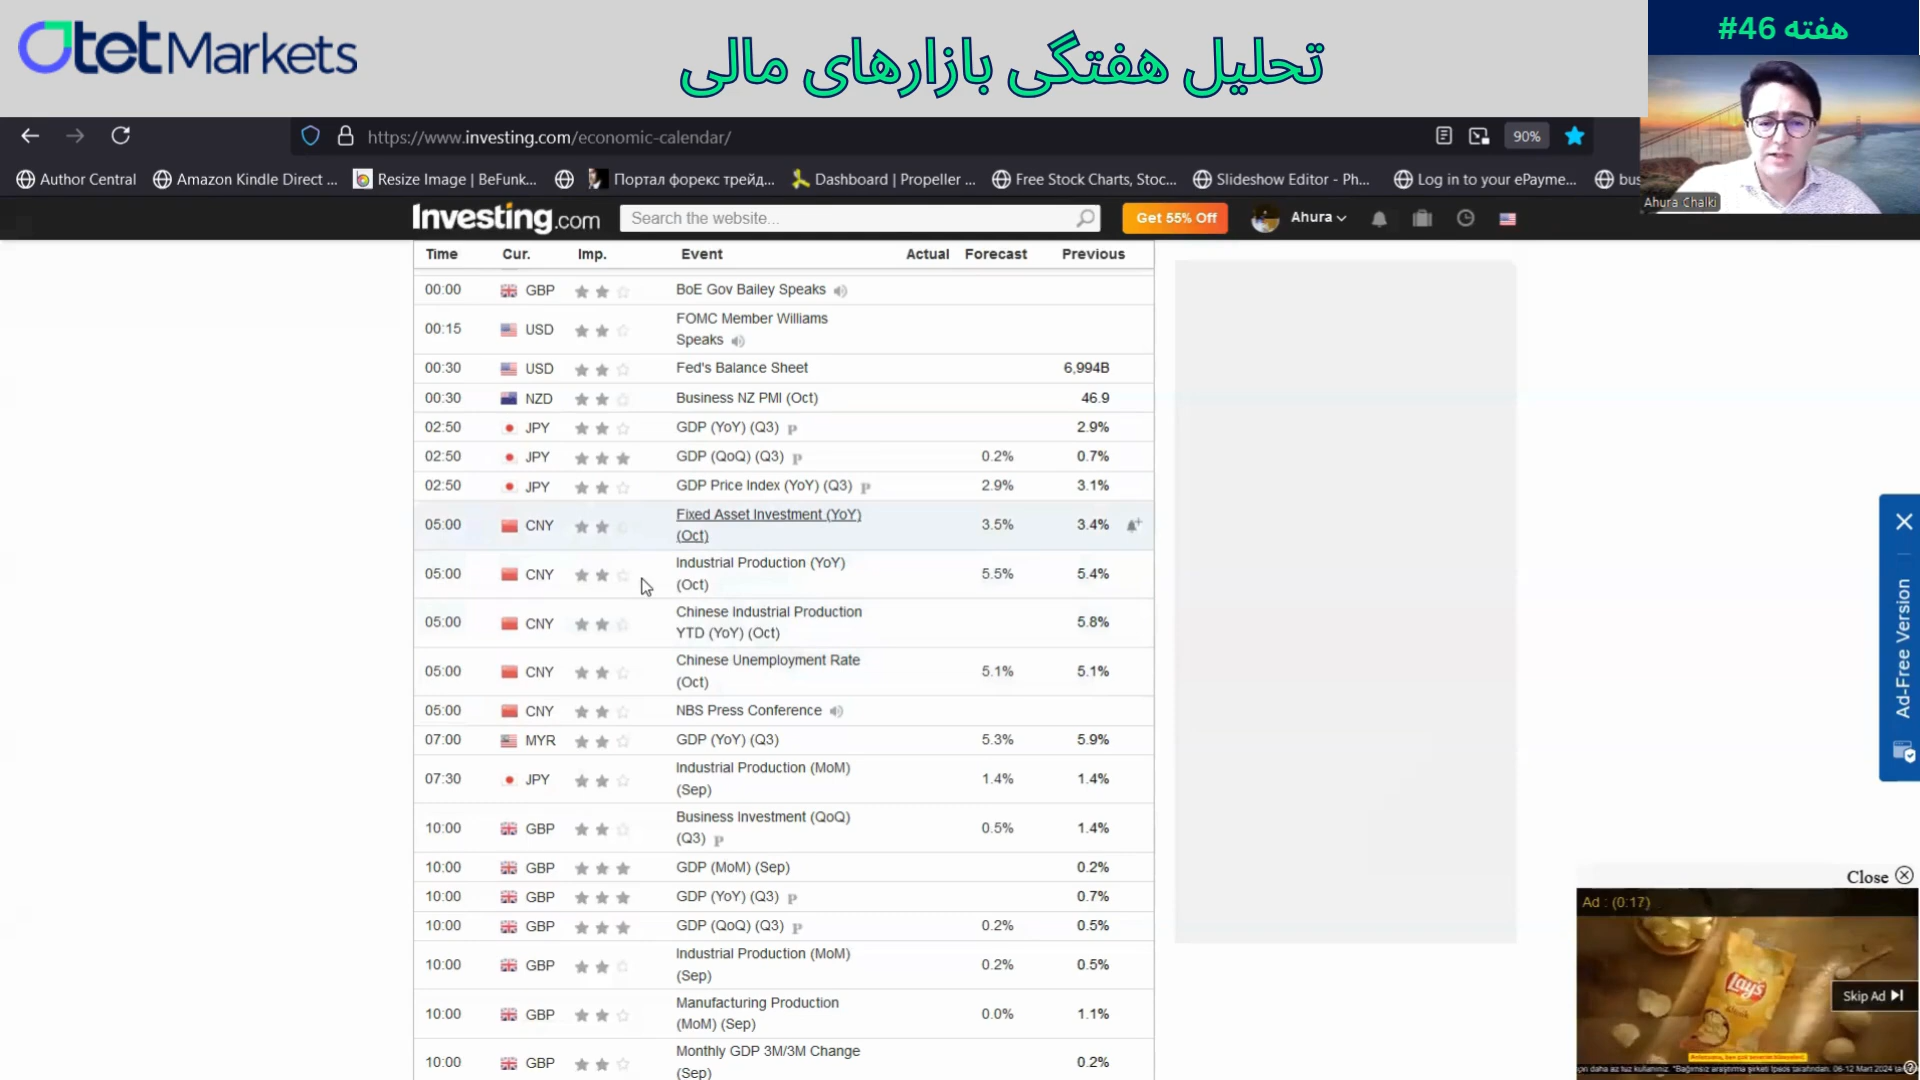 Otet Markets
تحلیل هفتگی بازارهای مالی
هفته 46#
https://www.investing.com/economic-calendar/
90%
Author Central
Amazon Kindle Direct ...
Resize Image | BeFunk...
Портал форекс трейд...
Dashboard | Propeller ...
Free Stock Charts, Stoc...
Slideshow Editor - Ph...
Log in to your ePayme...
bus
Ahura Chalki
Investing.com
Search the website...
Get 55% Off
Ahura
Time Cur. Imp. Event Actual Forecast Previous
00:00 GBP BoE Gov Bailey Speaks
00:15 USD FOMC Member Williams
Speaks
00:30 USD Fed's Balance Sheet 6,994B
00:30 NZD Business NZ PMI (Oct) 46.9
02:50 JPY GDP (YoY) (Q3) P 2.9%
02:50 JPY GDP (QoQ) (Q3) P 0.2% 0.7%
02:50 JPY GDP Price Index (YoY) (Q3) P 2.9% 3.1%
05:00 CNY Fixed Asset Investment (YoY)
(Oct) 3.5% 3.4%
05:00 CNY Industrial Production (YoY)
(Oct) 5.5% 5.4%
05:00 CNY Chinese Industrial Production
YTD (YoY) (Oct) 5.8%
05:00 CNY Chinese Unemployment Rate
(Oct) 5.1% 5.1%
05:00 CNY NBS Press Conference
07:00 MYR GDP (YoY) (Q3) 5.3% 5.9%
07:30 JPY Industrial Production (MoM)
(Sep) 1.4% 1.4%
10:00 GBP Business Investment (QoQ)
(Q3) P 0.5% 1.4%
10:00 GBP GDP (MoM) (Sep) 0.2%
10:00 GBP GDP (YoY) (Q3) P 0.7%
10:00 GBP GDP (QoQ) (Q3) P 0.2% 0.5%
10:00 GBP Industrial Production (MoM)
(Sep) 0.2% 0.5%
10:00 GBP Manufacturing Production
(MoM) (Sep) 0.0% 1.1%
10:00 GBP Monthly GDP 3M/3M Change
(Sep) 0.2%
Ad-Free Version
Close
Ad : (0:17)
Lay's
Skip Ad